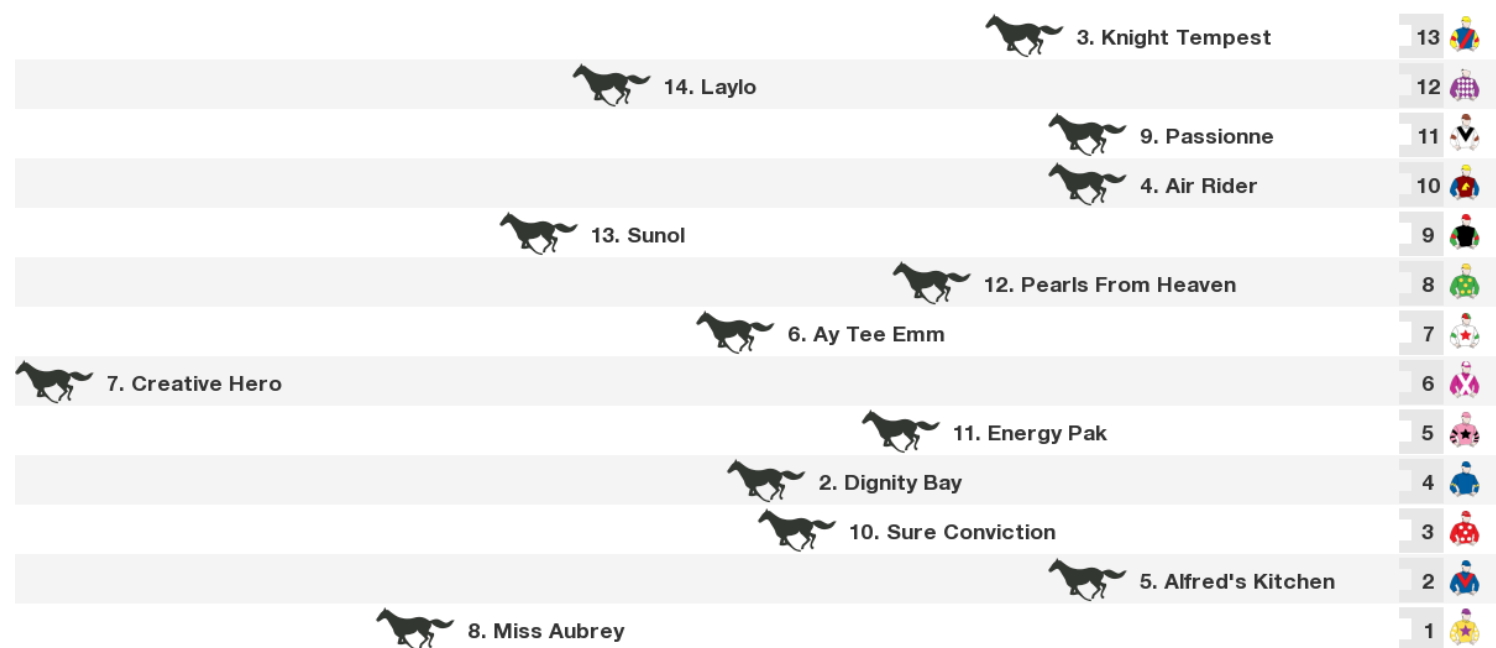 3. Knight Tempest 13
14. Laylo 12
9. Passionne 11
4. Air Rider 10
13. Sunol 9
12. Pearls From Heaven 8
6. Ay Tee Emm 7
7. Creative Hero 6
11. Energy Pak 5
2. Dignity Bay 4
10. Sure Conviction 3
5. Alfred's Kitchen 2
8. Miss Aubrey 1